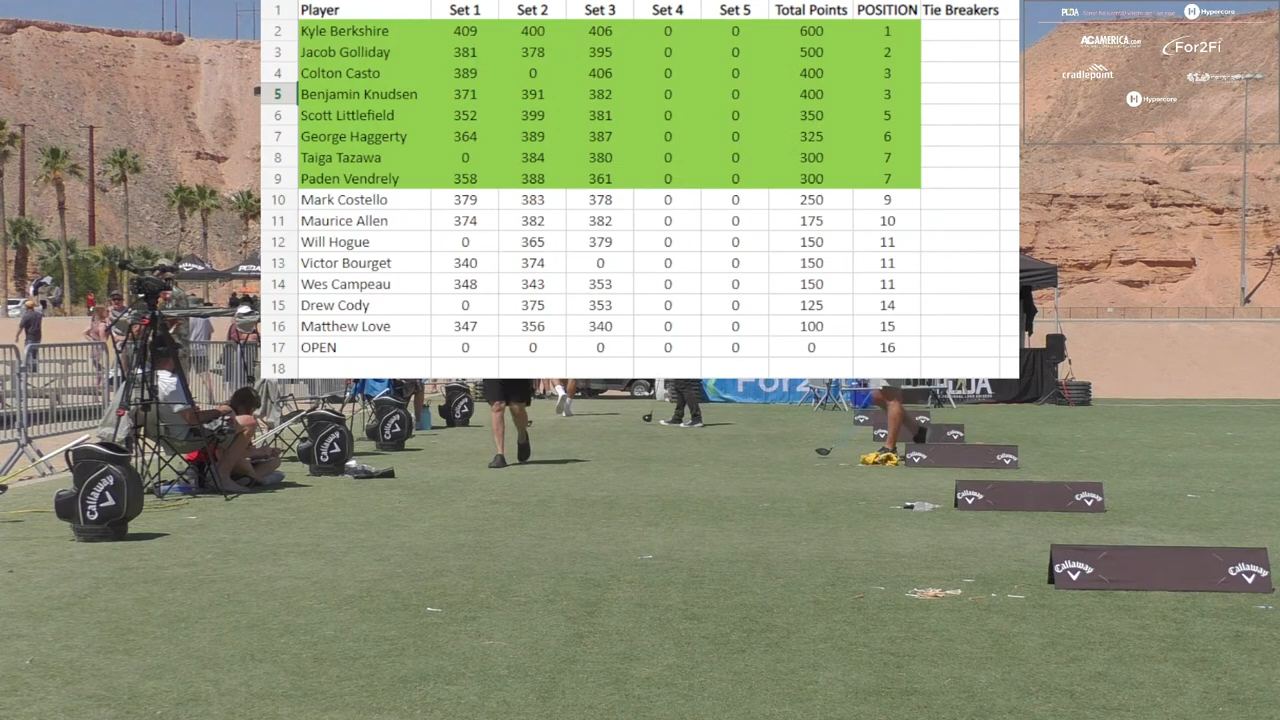 1 Player Set 1 Set 2 Set 3 Set 4 Set 5 Total Points POSITION Tie Breakers
2 Kyle Berkshire 409 400 406 0 0 600 1
3 Jacob Golliday 381 378 395 0 0 500 2
4 Colton Casto 389 0 406 0 0 400 3
5 Benjamin Knudsen 371 391 382 0 0 400 3
6 Scott Littlefield 352 399 381 0 0 350 5
7 George Haggerty 364 389 387 0 0 325 6
8 Taiga Tazawa 0 384 380 0 0 300 7
9 Paden Vendrely 358 388 361 0 0 300 7
10 Mark Costello 379 383 378 0 0 250 9
11 Maurice Allen 374 382 382 0 0 175 10
12 Will Hogue 0 365 379 0 0 150 11
13 Victor Bourget 340 374 0 0 0 150 11
14 Wes Campeau 348 343 353 0 0 150 11
15 Drew Cody 0 375 353 0 0 125 14
16 Matthew Love 347 356 340 0 0 100 15
17 OPEN 0 0 0 0 0 0 16
18
PLDA
Hypercore
ACAMERICA.com
For2Fi
cradlepoint
Hypercore
PLDA
Callaway
Callaway
Callaway Callaway
Callaway Callaway
Callaway Callaway